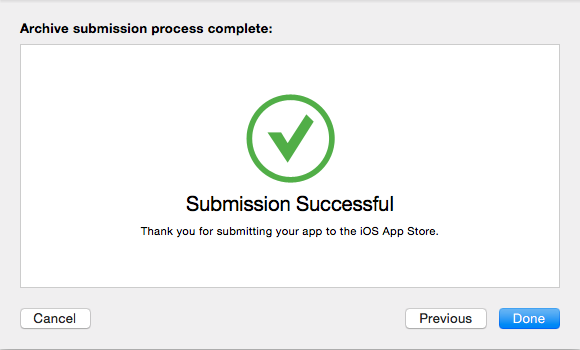 Archive submission process complete:
Submission Successful
Thank you for submitting your app to the iOS App Store.
Cancel
Previous
Done